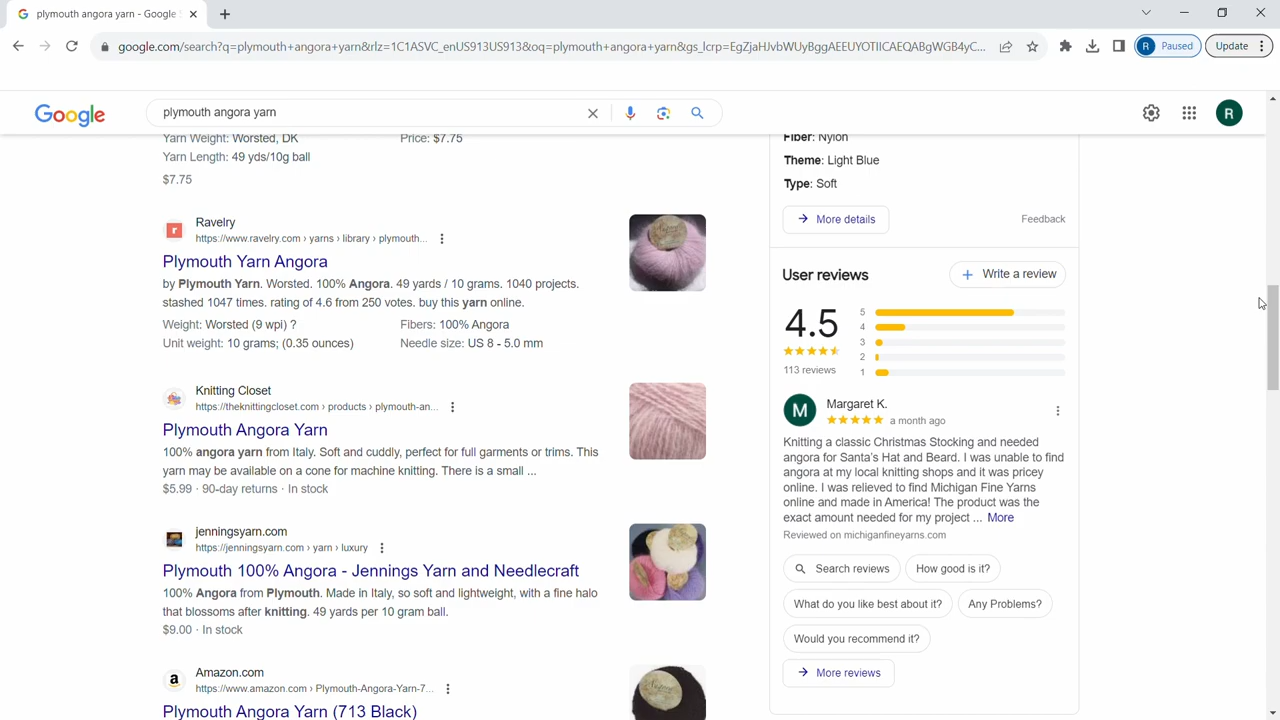 plymouth angora yarn - Google
google.com/search?q=plymouth+angora+yarn&rlz=1C1ASVC_enUS913US913&oq=plymouth+angora+yarn&gs_lcrp=EgZjaHJvbWUyBggAEEUYOTIICAEQABgWGB4yC...
R Paused
Update
Google
plymouth angora yarn
R
Yarn Weight: Worsted, DK
Price: $7.75
Yarn Length: 49 yds/10g ball
$7.75
Ravelry
https://www.ravelry.com › yarns › library › plymouth...
Plymouth Yarn Angora
by Plymouth Yarn. Worsted. 100% Angora. 49 yards / 10 grams. 1040 projects.
stashed 1047 times. rating of 4.6 from 250 votes. buy this yarn online.
Weight: Worsted (9 wpi) ?
Fibers: 100% Angora
Unit weight: 10 grams; (0.35 ounces)
Needle size: US 8 - 5.0 mm
Knitting Closet
https://theknittingcloset.com › products › plymouth-an...
Plymouth Angora Yarn
100% angora yarn from Italy. Soft and cuddly, perfect for full garments or trims. This
yarn may be available on a cone for machine knitting. There is a small ...
$5.99 · 90-day returns · In stock
jenningsyarn.com
https://jenningsyarn.com › yarn › luxury
Plymouth 100% Angora - Jennings Yarn and Needlecraft
100% Angora from Plymouth. Made in Italy, so soft and lightweight, with a fine halo
that blossoms after knitting. 49 yards per 10 gram ball.
$9.00 · In stock
Amazon.com
https://www.amazon.com › Plymouth-Angora-Yarn-7...
Plymouth Angora Yarn (713 Black)
Fiber: Nylon
Theme: Light Blue
Type: Soft
More details
Feedback
User reviews
Write a review
4.5
113 reviews
5
4
3
2
1
M
Margaret K.
a month ago
Knitting a classic Christmas Stocking and needed
angora for Santa's Hat and Beard. I was unable to find
angora at my local knitting shops and it was pricey
online. I was relieved to find Michigan Fine Yarns
online and made in America! The product was the
exact amount needed for my project ... More
Reviewed on michiganfineyarns.com
Search reviews
How good is it?
What do you like best about it?
Any Problems?
Would you recommend it?
More reviews